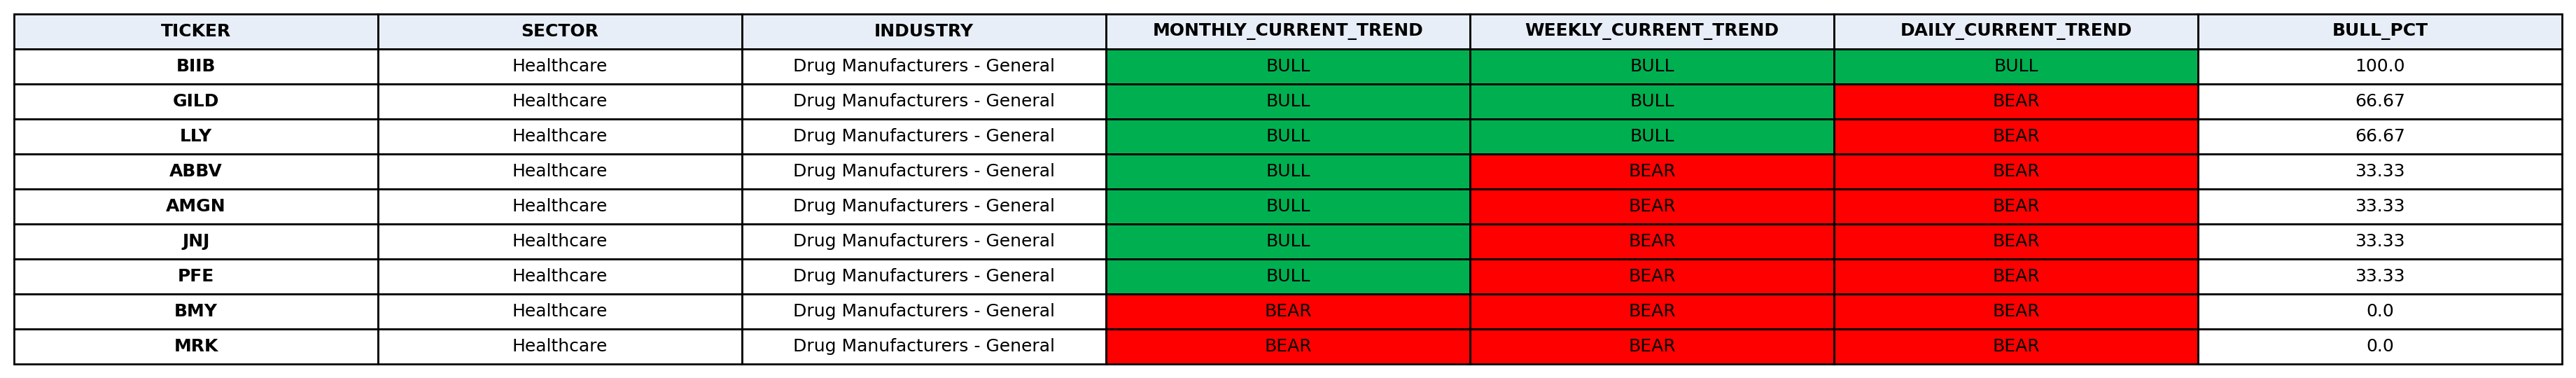 TICKER SECTOR INDUSTRY MONTHLY_CURRENT_TREND WEEKLY_CURRENT_TREND DAILY_CURRENT_TREND BULL_PCT
BIIB Healthcare Drug Manufacturers - General BULL BULL BULL 100.0
GILD Healthcare Drug Manufacturers - General BULL BULL BEAR 66.67
LLY Healthcare Drug Manufacturers - General BULL BULL BEAR 66.67
ABBV Healthcare Drug Manufacturers - General BULL BEAR BEAR 33.33
AMGN Healthcare Drug Manufacturers - General BULL BEAR BEAR 33.33
JNJ Healthcare Drug Manufacturers - General BULL BEAR BEAR 33.33
PFE Healthcare Drug Manufacturers - General BULL BEAR BEAR 33.33
BMY Healthcare Drug Manufacturers - General BEAR BEAR BEAR 0.0
MRK Healthcare Drug Manufacturers - General BEAR BEAR BEAR 0.0